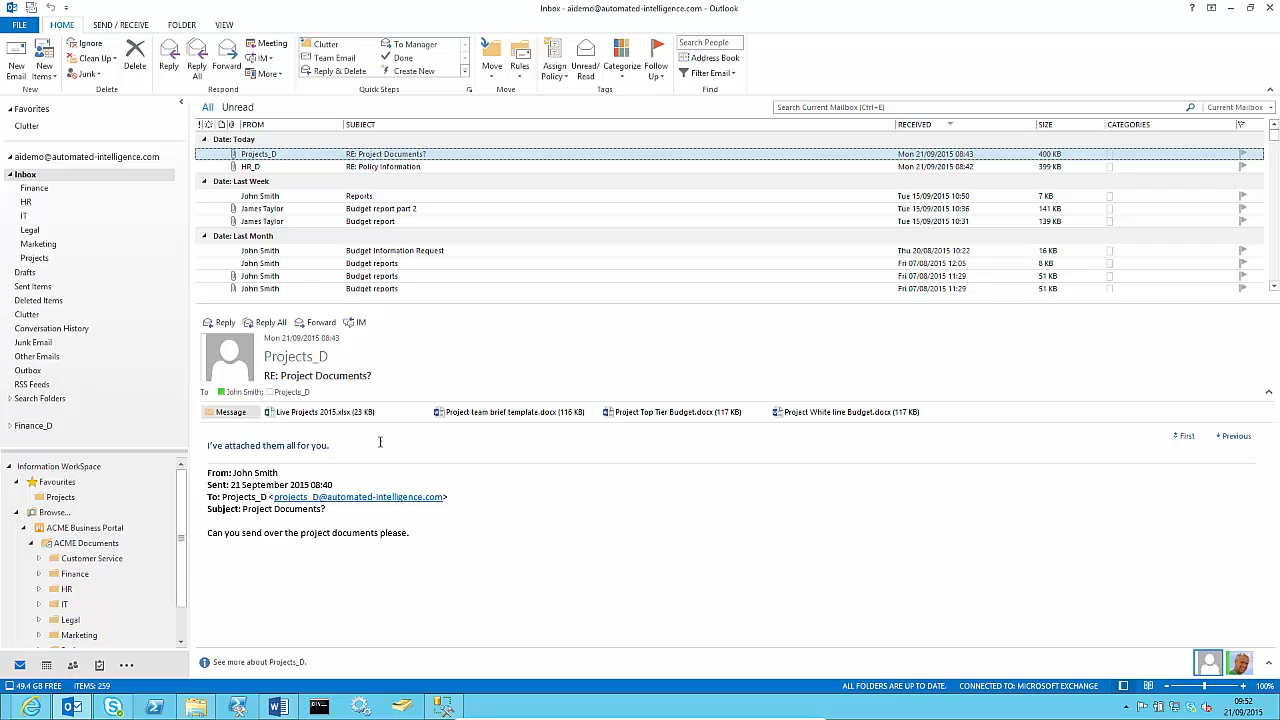 Inbox - aidemo@automated-intelligence.com - Outlook
FILE HOME SEND / RECEIVE FOLDER VIEW
New Email
New Items
Ignore
Clean Up
Junk
Delete
Delete
Reply
Reply All
Forward
Meeting
IM
More
Respond
Clutter
Team Email
Reply & Delete
To Manager
Done
Create New
Quick Steps
Move
Rules
Move
Assign Policy
Unread/ Read
Categorize
Follow Up
Tags
Search People
Address Book
Filter Email
Find
Favorites
Clutter
aidemo@automated-intelligence.com
Inbox
Finance
HR
IT
Legal
Marketing
Projects
Drafts
Sent Items
Deleted Items
Clutter
Conversation History
Junk Email
Other Emails
Outbox
RSS Feeds
Search Folders
Finance_D
Information WorkSpace
Favourites
Projects
Browse...
ACME Business Portal
ACME Documents
Customer Service
Finance
HR
IT
Legal
Marketing
All Unread
Search Current Mailbox (Ctrl+E) Current Mailbox
FROM SUBJECT RECEIVED SIZE CATEGORIES
Date: Today
Projects_D RE: Project Documents? Mon 21/09/2015 08:43 400 KB
HR_D RE: Policy Information Mon 21/09/2015 08:42 399 KB
Date: Last Week
John Smith Reports Tue 15/09/2015 10:50 7 KB
James Taylor Budget report part 2 Tue 15/09/2015 10:36 141 KB
James Taylor Budget report Tue 15/09/2015 10:31 139 KB
Date: Last Month
John Smith Budget Information Request Thu 20/08/2015 10:22 16 KB
John Smith Budget reports Fri 07/08/2015 12:05 8 KB
John Smith Budget reports Fri 07/08/2015 11:29 51 KB
John Smith Budget reports Fri 07/08/2015 11:29 51 KB
Reply Reply All Forward IM
Mon 21/09/2015 08:43
Projects_D
RE: Project Documents?
To John Smith; Projects_D
Message Live Projects 2015.xlsx (23 KB) Project team brief template.docx (116 KB) Project Top Tier Budget.docx (117 KB) Project White line Budget.docx (117 KB)
First Previous
I've attached them all for you.
From: John Smith
Sent: 21 September 2015 08:40
To: Projects_D <projects_D@automated-intelligence.com>
Subject: Project Documents?
Can you send over the project documents please.
See more about Projects_D.
49.4 GB FREE ITEMS: 259 ALL FOLDERS ARE UP TO DATE. CONNECTED TO: MICROSOFT EXCHANGE 100%
09:52
21/09/2015